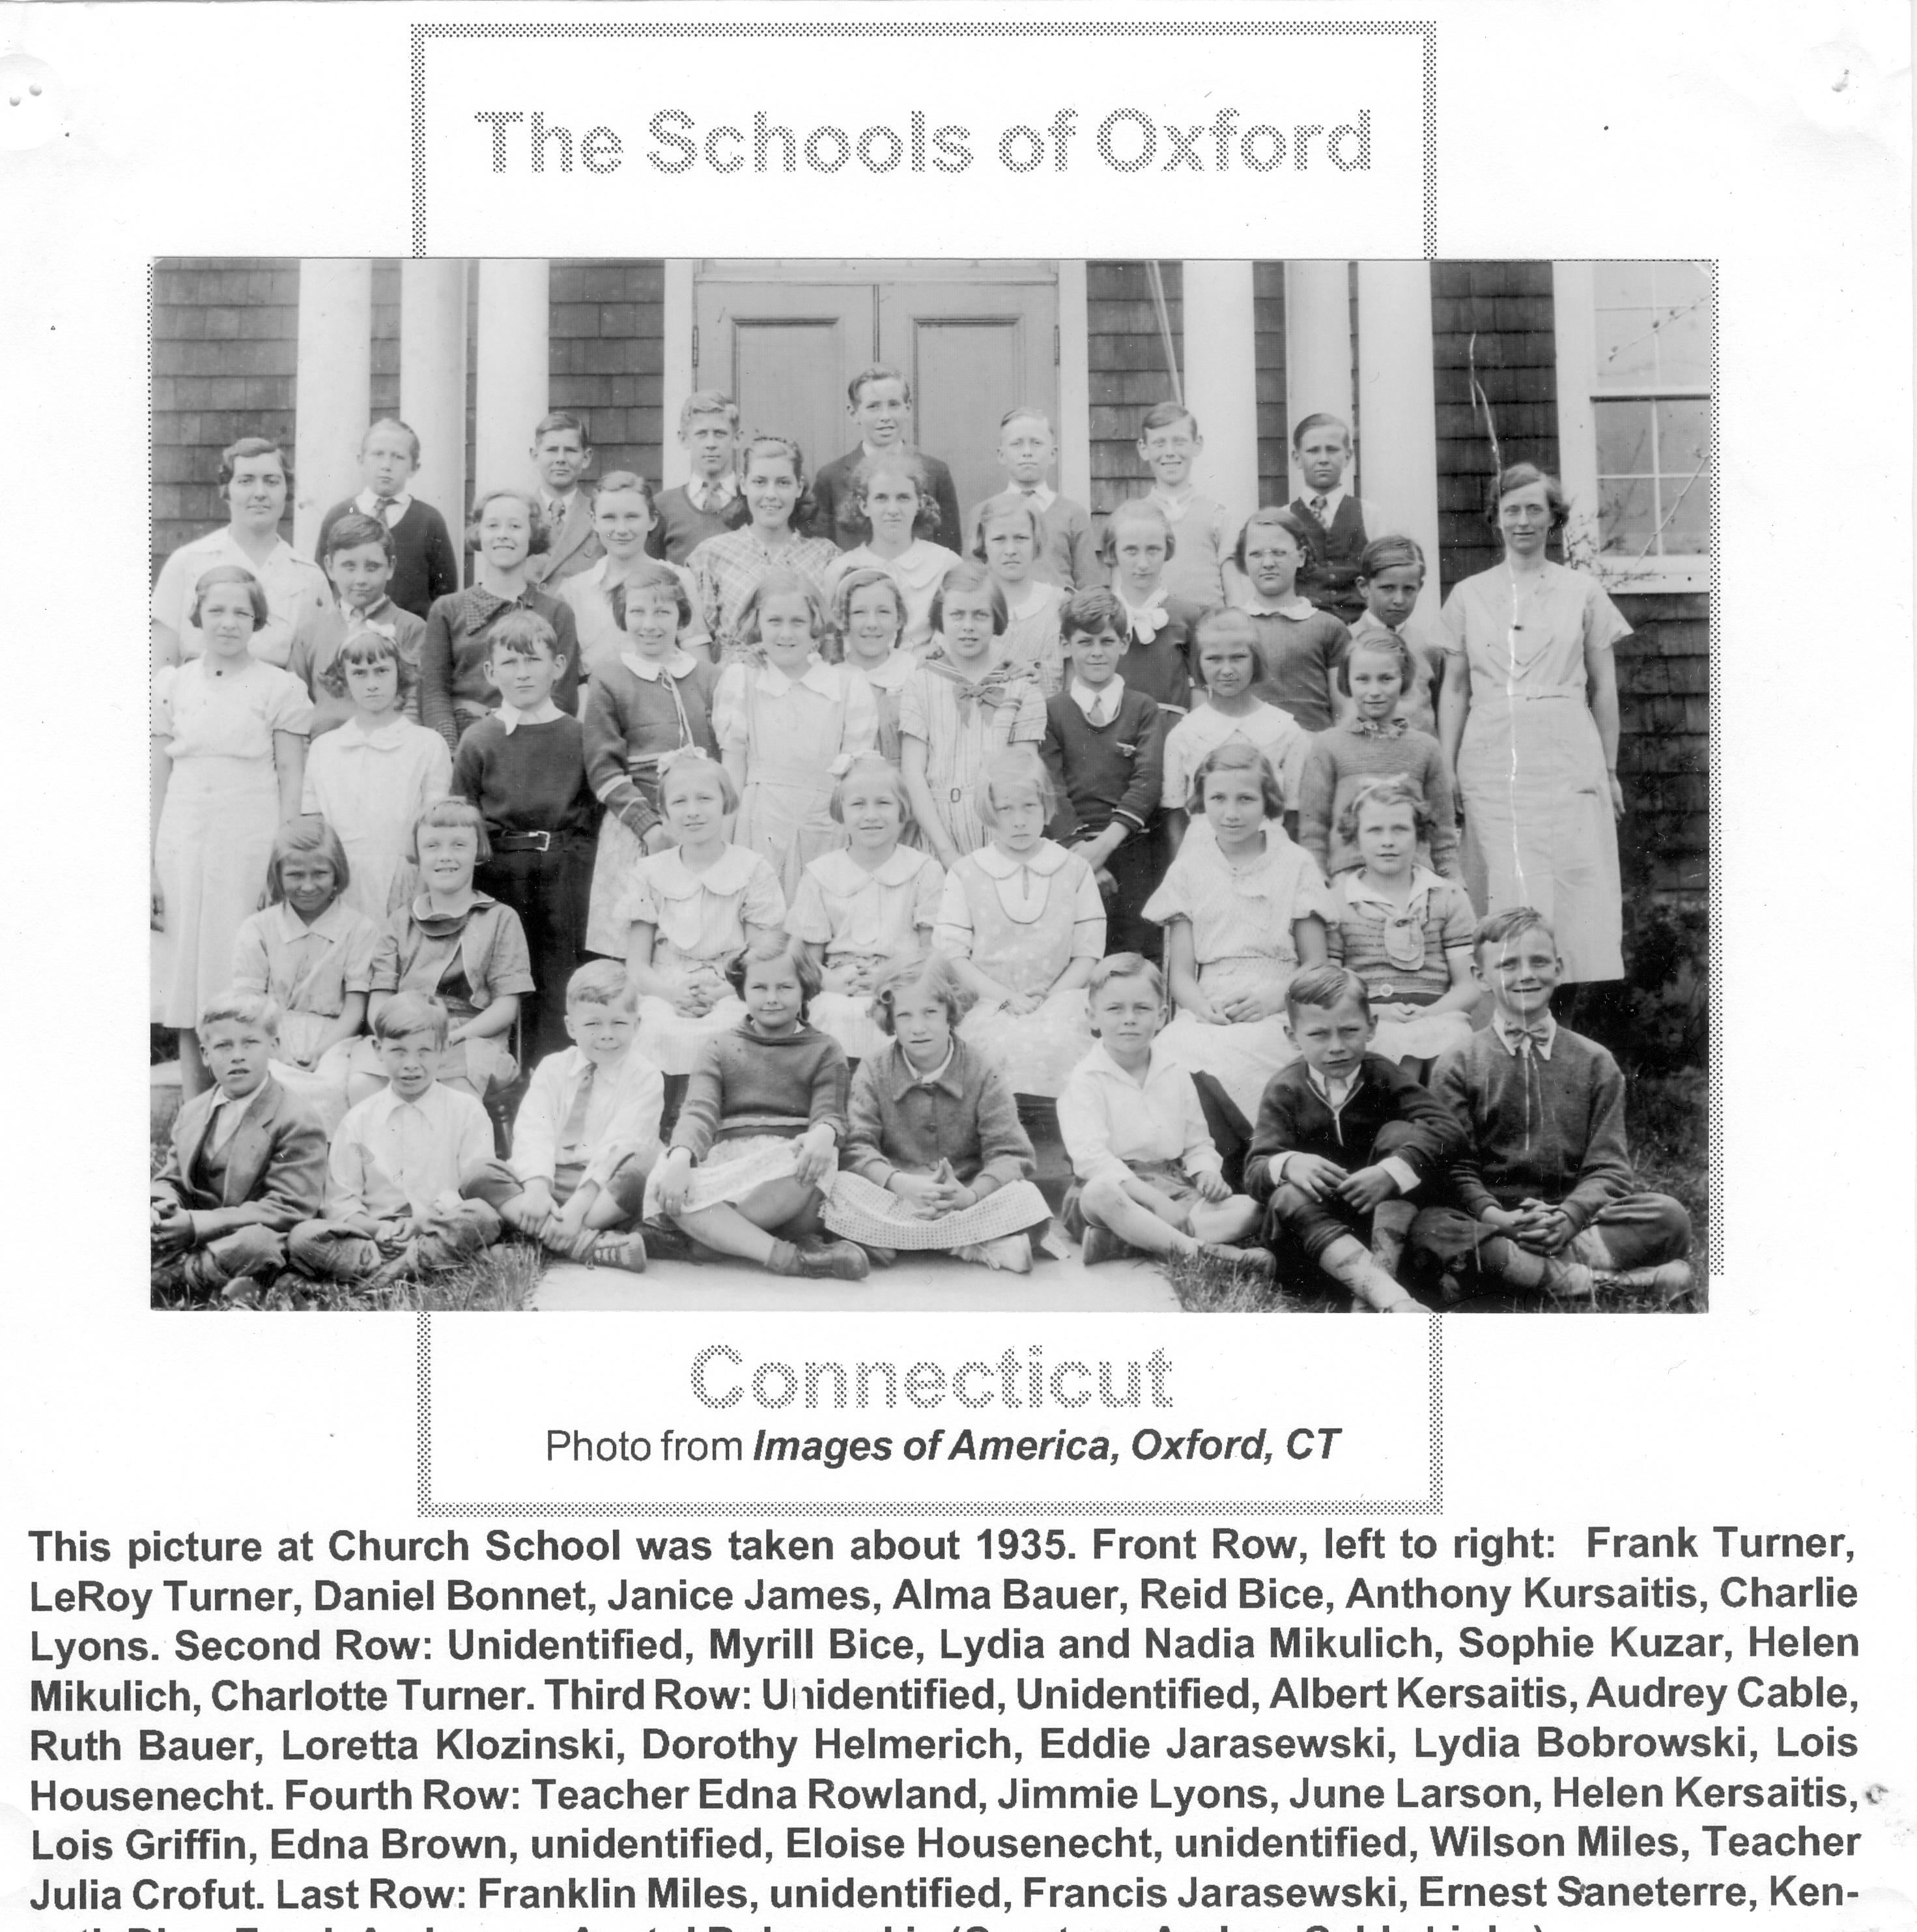 The Schools of Oxford
Connecticut
Photo from Images of America, Oxford, CT
This picture at Church School was taken about 1935. Front Row, left to right: Frank Turner,
LeRoy Turner, Daniel Bonnet, Janice James, Alma Bauer, Reid Bice, Anthony Kursaitis, Charlie
Lyons. Second Row: Unidentified, Myrill Bice, Lydia and Nadia Mikulich, Sophie Kuzar, Helen
Mikulich, Charlotte Turner. Third Row: Unidentified, Unidentified, Albert Kersaitis, Audrey Cable,
Ruth Bauer, Loretta Klozinski, Dorothy Helmerich, Eddie Jarasewski, Lydia Bobrowski, Lois
Housenecht. Fourth Row: Teacher Edna Rowland, Jimmie Lyons, June Larson, Helen Kersaitis,
Lois Griffin, Edna Brown, unidentified, Eloise Housenecht, unidentified, Wilson Miles, Teacher
Julia Crofut. Last Row: Franklin Miles, unidentified, Francis Jarasewski, Ernest Saneterre, Ken-